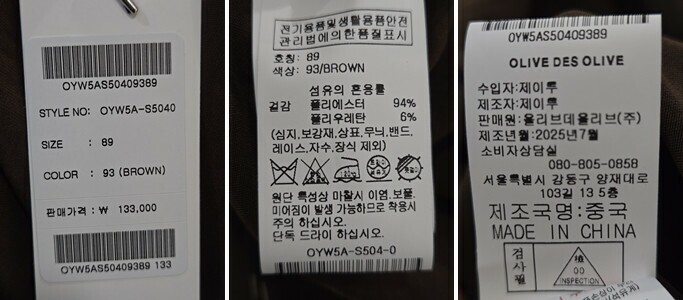 OYW5AS50409389
STYLE NO: OYW5A-S5040
SIZE : 89
COLOR : 93 (BROWN)
판매가격 : ₩ 133,000
OYW5AS50409389 133
전기용품및생활용품안전
관리법에의한품질표시
호칭: 89
색상: 93/BROWN
섬유의 혼용률
겉감 폴리에스터 94%
폴리우레탄 6%
(심지,보강재,상표,무늬,밴드,
레이스,자수,장식 제외)
원단 특성상 마찰시 이염.보풀.
미어짐이 발생 가능하므로 착용시
주의 하십시오.
단독 드라이 하십시오.
OYW5A-S504-0
OYW5AS50409389
OLIVE DES OLIVE
수입자:제이투
제조자:제이투
판매원:올리브데올리브(주)
제조년월:2025년7월
소비자상담실
080-805-0858
서울특별시 강동구 양재대로
103길 13 5층
제조국명:중국
MADE IN CHINA
검사필
INSPECTION